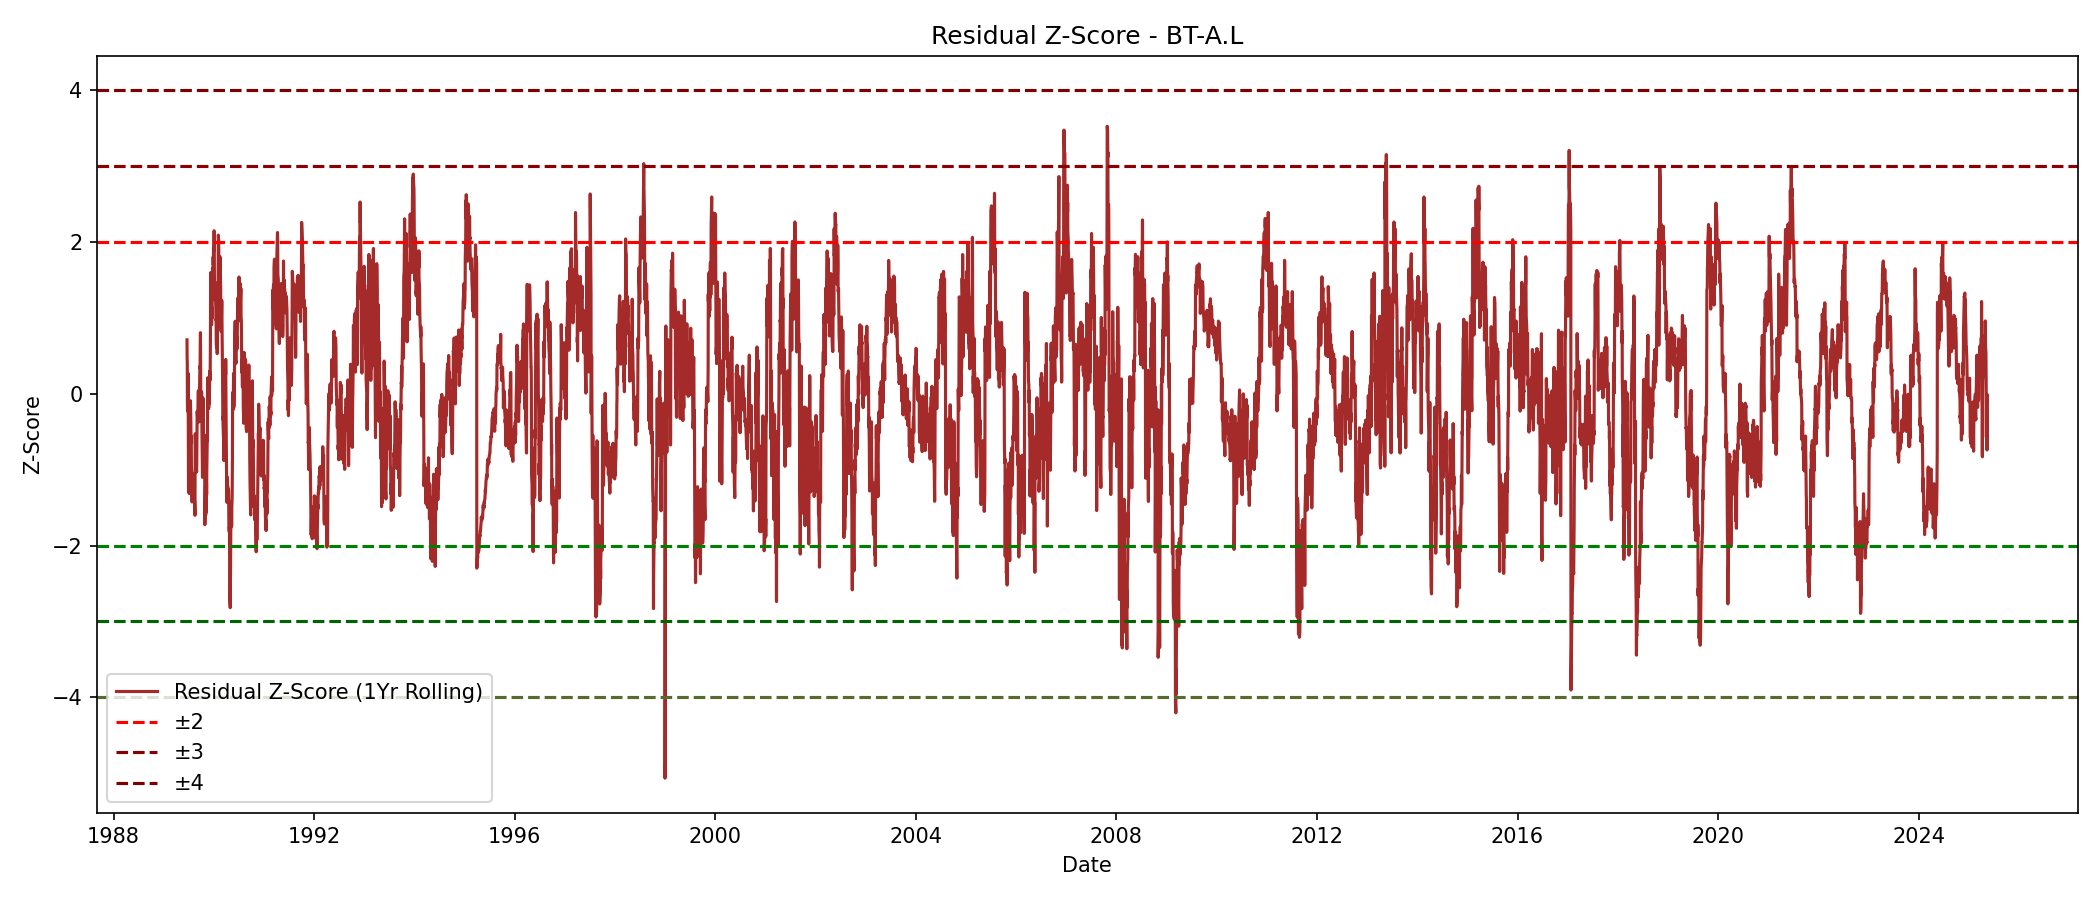 Residual Z-Score - BT-A.L
Z-Score
4
2
0
−2
−4
Residual Z-Score (1Yr Rolling)
±2
±3
±4
1988 1992 1996 2000 2004 2008 2012 2016 2020 2024
Date